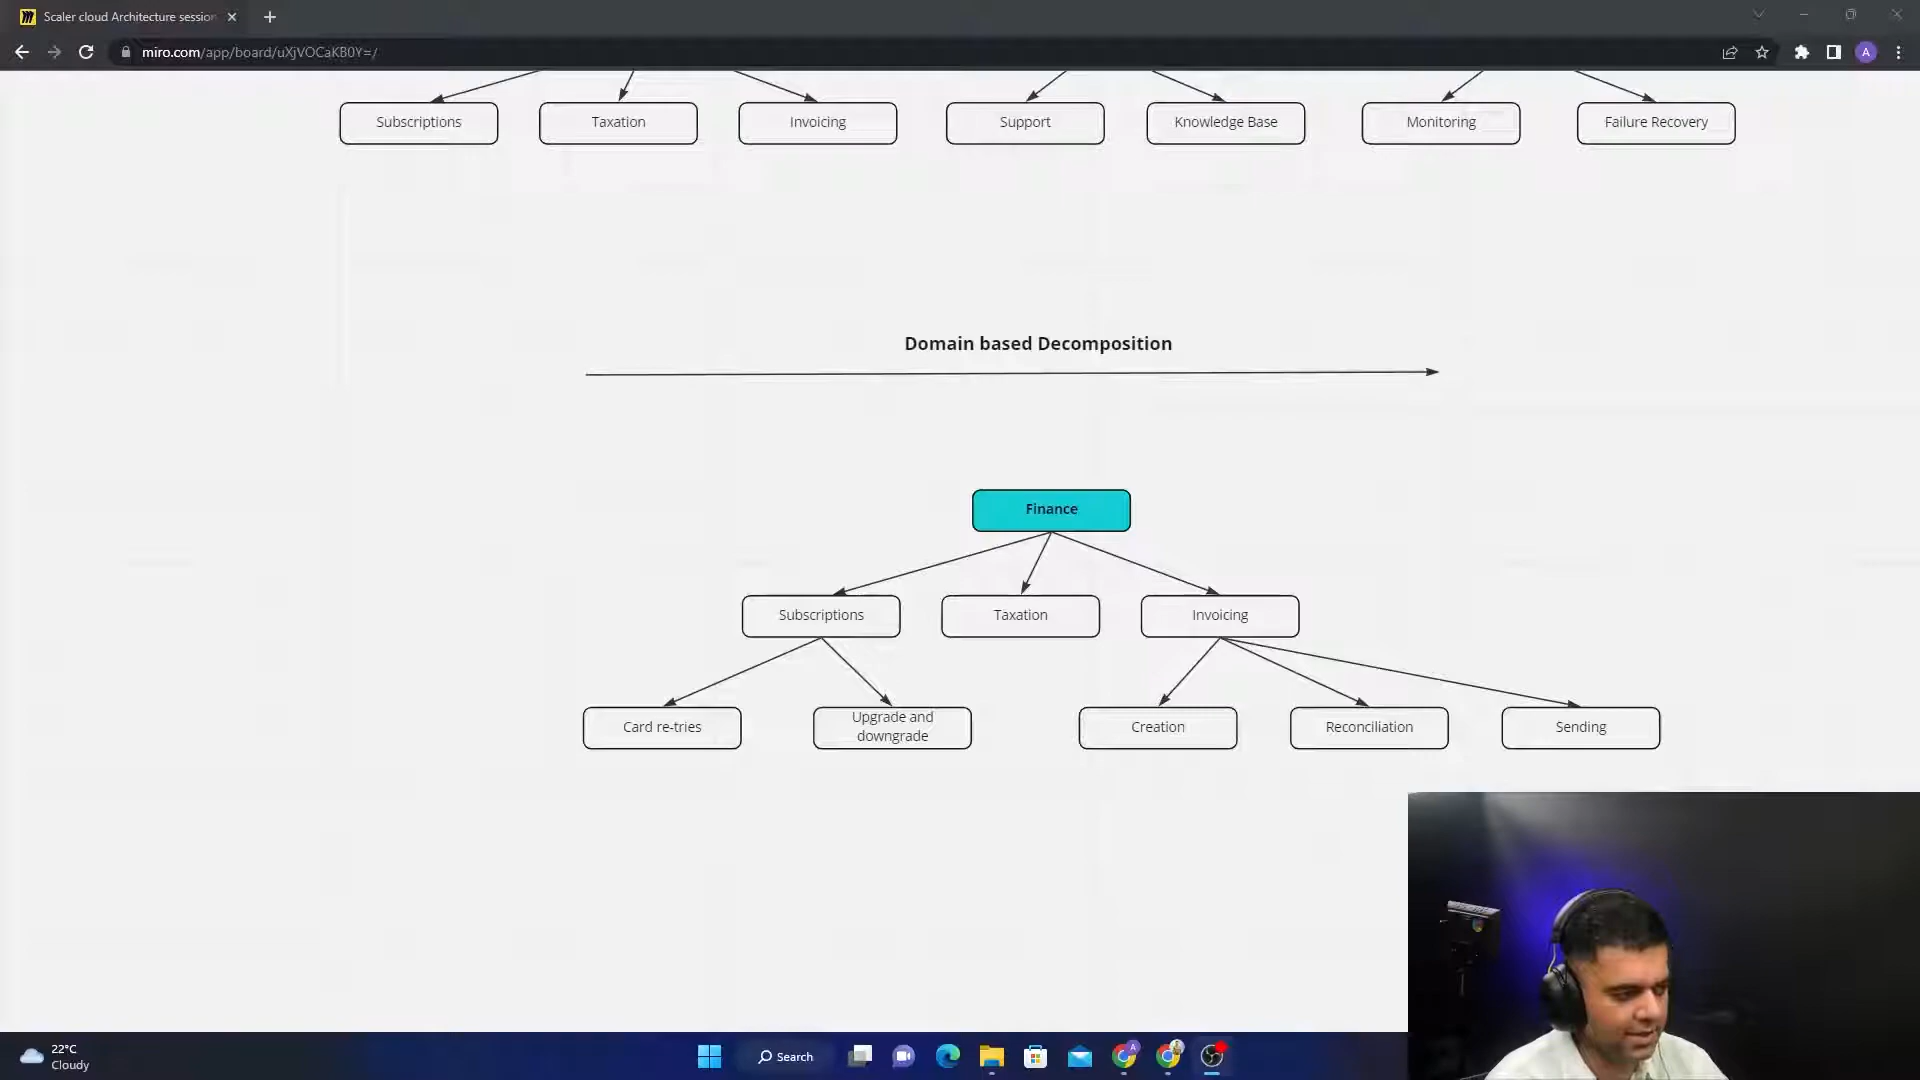 Scaler cloud Architecture session
miro.com/app/board/uXjVOCaKB0Y=/
A
Subscriptions
Taxation
Invoicing
Support
Knowledge Base
Monitoring
Failure Recovery
Domain based Decomposition
Finance
Subscriptions
Taxation
Invoicing
Card re-tries
Upgrade and
downgrade
Creation
Reconciliation
Sending
22°C
Cloudy
Search